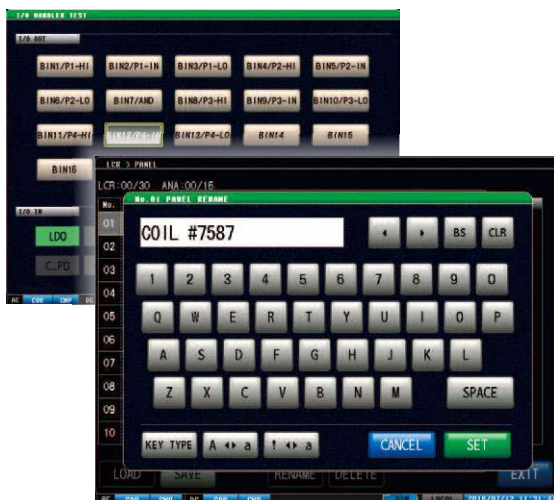 I/O HANDLER TEST
I/O OUT
BIN1/P1-HI BIN2/P1-IN BIN3/P1-LO BIN4/P2-HI BIN5/P2-IN
BIN6/P2-LO BIN7/AND BIN8/P3-HI BIN9/P3-IN BIN10/P3-LO
BIN11/P4-HI BIN12/P4-IN BIN13/P4-LO BIN14 BIN15
BIN16
I/O IN
LDO
C_PO
LCR > PANEL
LCR:00/30 ANA:00/16
No.
01
02
03
04
05
06
07
08
09
10
No.01 PANEL RENAME
COIL #7587 BS CLR
1 2 3 4 5 6 7 8 9 0
Q W E R T Y U I O P
A S D F G H J K L
Z X C V B N M SPACE
KEY TYPE A ↔ a ! ↔ a CANCEL SET
LOAD SAVE RENAME DELETE EXIT